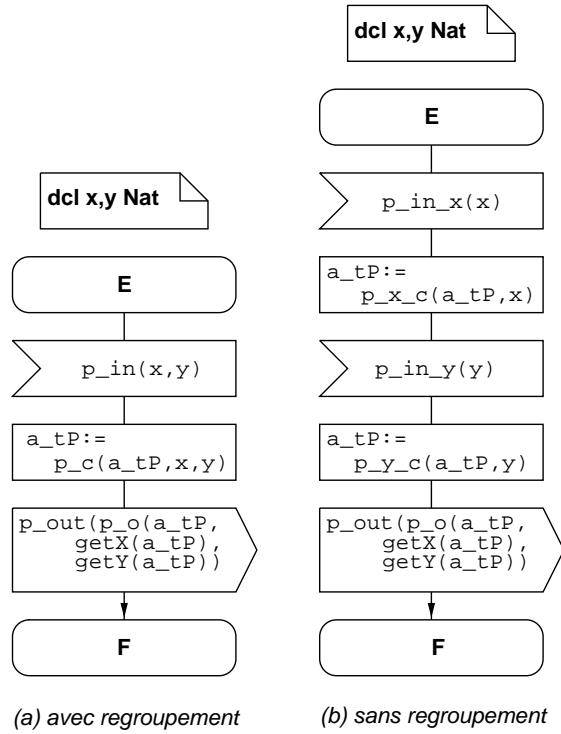 dcl x,y Nat
E
p_in(x,y)
a_tP:=
p_c(a_tP,x,y)
p_out(p_o(a_tP,
getX(a_tP),
getY(a_tP))
F
(a) avec regroupement
dcl x,y Nat
E
p_in_x(x)
a_tP:=
p_x_c(a_tP,x)
p_in_y(y)
a_tP:=
p_y_c(a_tP,y)
p_out(p_o(a_tP,
getX(a_tP),
getY(a_tP))
F
(b) sans regroupement